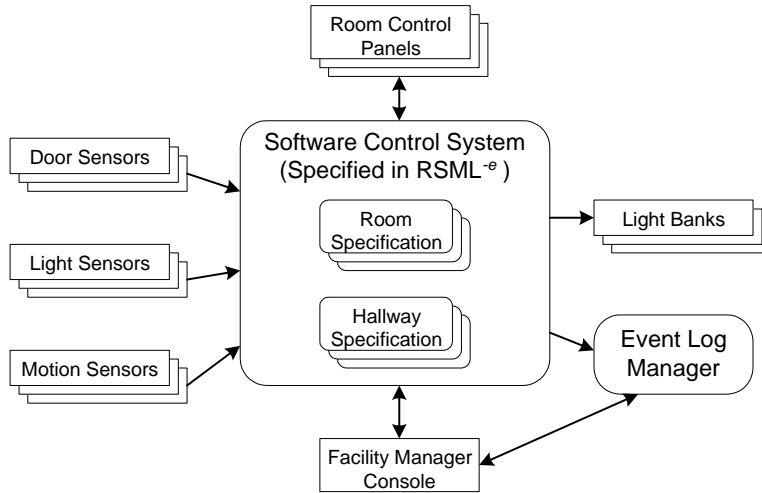 Room Control
Panels
Software Control System
(Specified in RSML-e )
Door Sensors
Light Sensors
Motion Sensors
Room
Specification
Hallway
Specification
Light Banks
Event Log
Manager
Facility Manager
Console